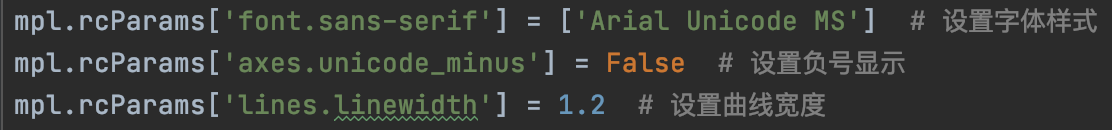 mpl.rcParams['font.sans-serif'] = ['Arial Unicode MS']  # 设置字体样式
mpl.rcParams['axes.unicode_minus'] = False  # 设置负号显示
mpl.rcParams['lines.linewidth'] = 1.2  # 设置曲线宽度